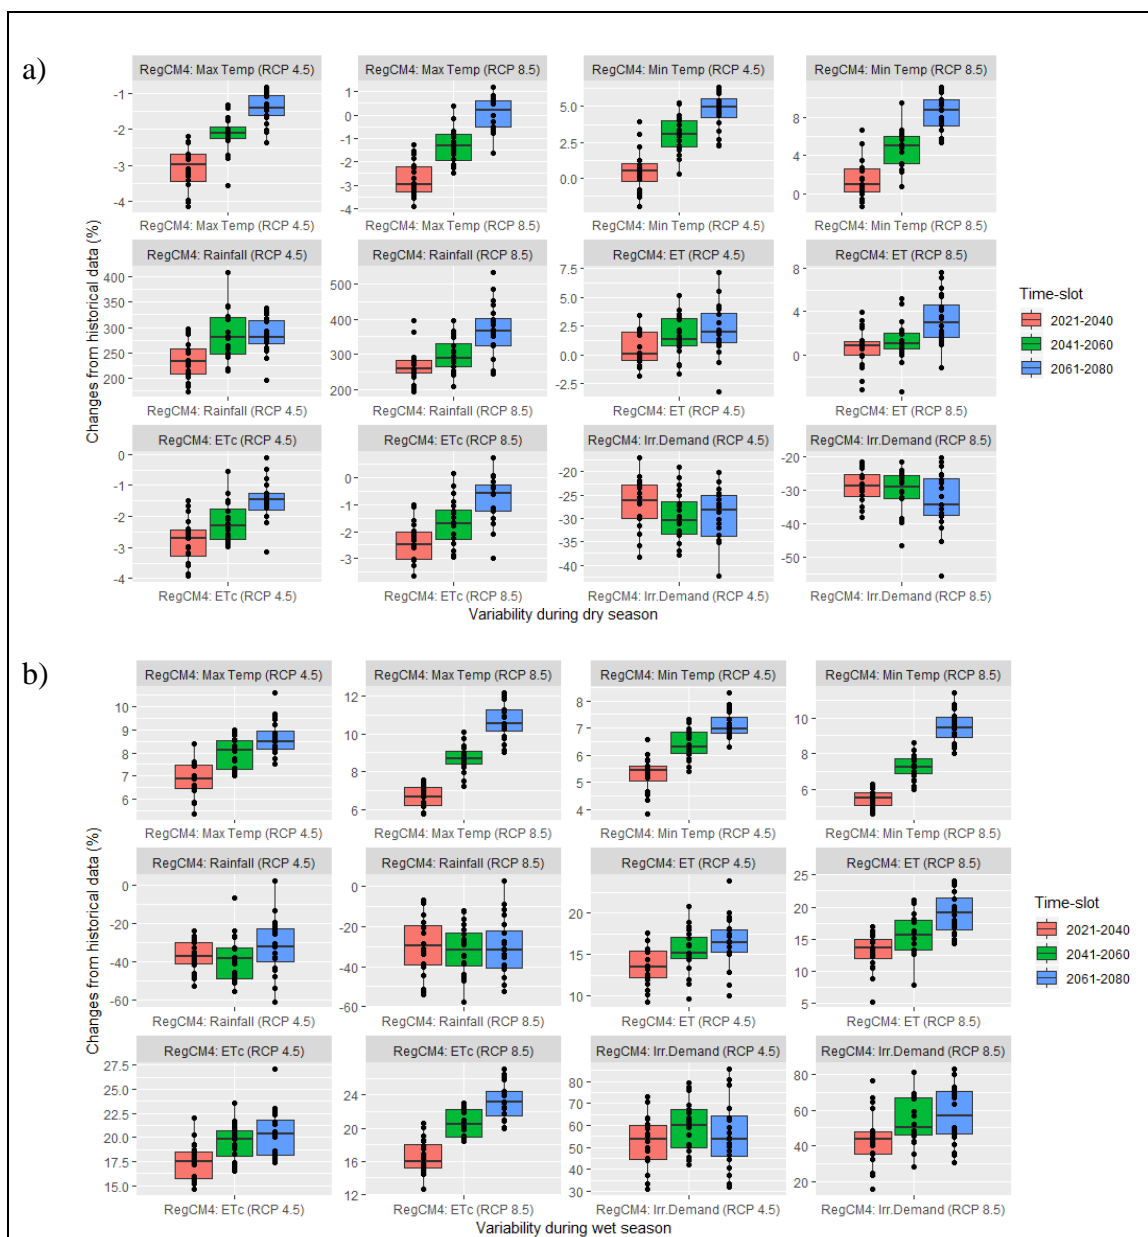 a)
RegCM4: Max Temp (RCP 4.5)
RegCM4: Max Temp (RCP 8.5)
RegCM4: Min Temp (RCP 4.5)
RegCM4: Min Temp (RCP 8.5)
-1
-2
-3
-4
1
0
-1
-2
-3
-4
5.0
2.5
0.0
8
4
0
RegCM4: Max Temp (RCP 4.5)
RegCM4: Max Temp (RCP 8.5)
RegCM4: Min Temp (RCP 4.5)
RegCM4: Min Temp (RCP 8.5)
Changes from historical data (%)
RegCM4: Rainfall (RCP 4.5)
RegCM4: Rainfall (RCP 8.5)
RegCM4: ET (RCP 4.5)
RegCM4: ET (RCP 8.5)
400
350
300
250
200
500
400
300
200
7.5
5.0
2.5
0.0
-2.5
8
4
0
RegCM4: Rainfall (RCP 4.5)
RegCM4: Rainfall (RCP 8.5)
RegCM4: ET (RCP 4.5)
RegCM4: ET (RCP 8.5)
Time-slot
2021-2040
2041-2060
2061-2080
RegCM4: ETc (RCP 4.5)
RegCM4: ETc (RCP 8.5)
RegCM4: Irr.Demand (RCP 4.5)
RegCM4: Irr.Demand (RCP 8.5)
0
-1
-2
-3
-4
0
-1
-2
-3
-20
-25
-30
-35
-40
-20
-30
-40
-50
RegCM4: ETc (RCP 4.5)
RegCM4: ETc (RCP 8.5)
RegCM4: Irr.Demand (RCP 4.5)
RegCM4: Irr.Demand (RCP 8.5)
Variability during dry season
b)
RegCM4: Max Temp (RCP 4.5)
RegCM4: Max Temp (RCP 8.5)
RegCM4: Min Temp (RCP 4.5)
RegCM4: Min Temp (RCP 8.5)
10
9
8
7
6
12
10
8
6
8
7
6
5
4
10
8
6
RegCM4: Max Temp (RCP 4.5)
RegCM4: Max Temp (RCP 8.5)
RegCM4: Min Temp (RCP 4.5)
RegCM4: Min Temp (RCP 8.5)
Changes from historical data (%)
RegCM4: Rainfall (RCP 4.5)
RegCM4: Rainfall (RCP 8.5)
RegCM4: ET (RCP 4.5)
RegCM4: ET (RCP 8.5)
0
-20
-40
-60
0
-20
-40
-60
20
15
10
25
20
15
10
5
RegCM4: Rainfall (RCP 4.5)
RegCM4: Rainfall (RCP 8.5)
RegCM4: ET (RCP 4.5)
RegCM4: ET (RCP 8.5)
Time-slot
2021-2040
2041-2060
2061-2080
RegCM4: ETc (RCP 4.5)
RegCM4: ETc (RCP 8.5)
RegCM4: Irr.Demand (RCP 4.5)
RegCM4: Irr.Demand (RCP 8.5)
27.5
25.0
22.5
20.0
17.5
15.0
24
20
16
12
90
80
70
60
50
40
30
80
60
40
20
RegCM4: ETc (RCP 4.5)
RegCM4: ETc (RCP 8.5)
RegCM4: Irr.Demand (RCP 4.5)
RegCM4: Irr.Demand (RCP 8.5)
Variability during wet season